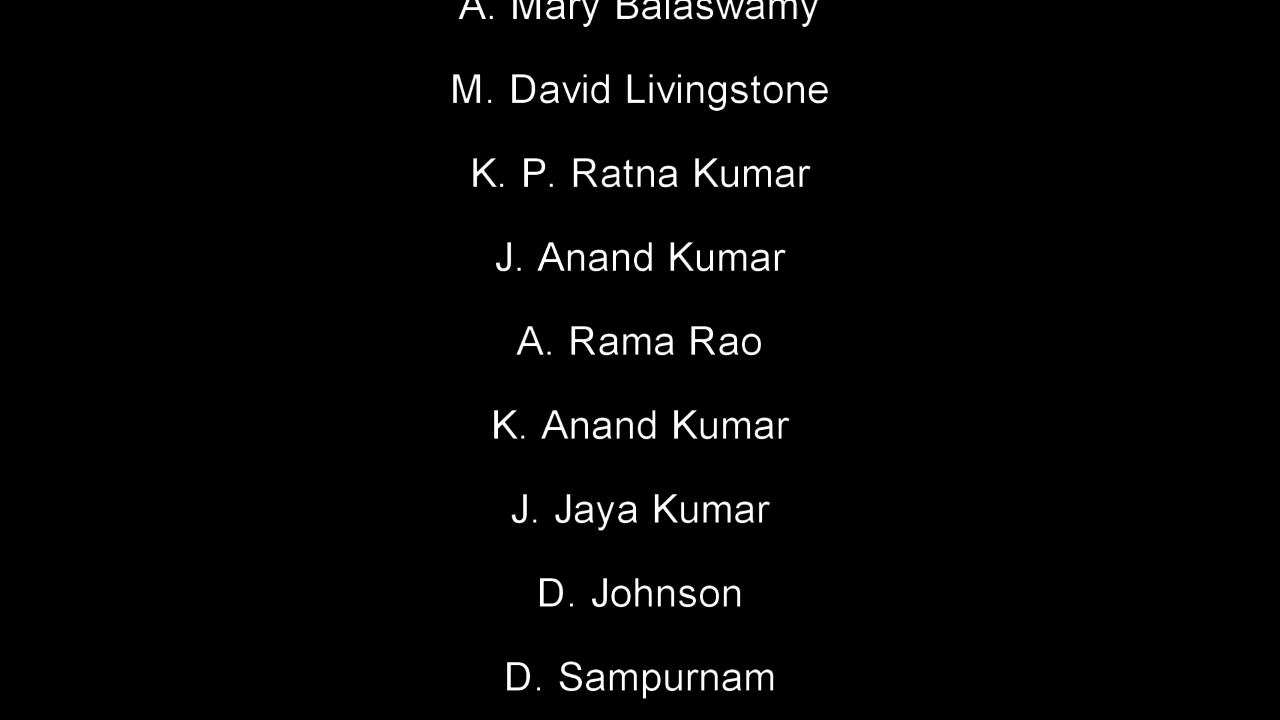 A. Mary Balaswamy
M. David Livingstone
K. P. Ratna Kumar
J. Anand Kumar
A. Rama Rao
K. Anand Kumar
J. Jaya Kumar
D. Johnson
D. Sampurnam